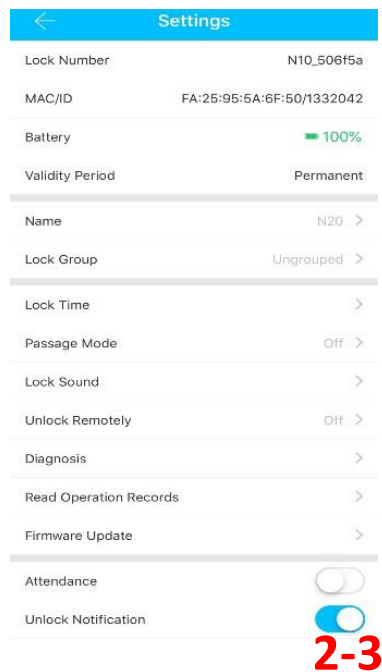 Settings
Lock Number N10_506f5a
MAC/ID FA:25:95:5A:6F:50/1332042
Battery 100%
Validity Period Permanent
Name N20
Lock Group Ungrouped
Lock Time
Passage Mode Off
Lock Sound
Unlock Remotely Off
Diagnosis
Read Operation Records
Firmware Update
Attendance
Unlock Notification
2-3